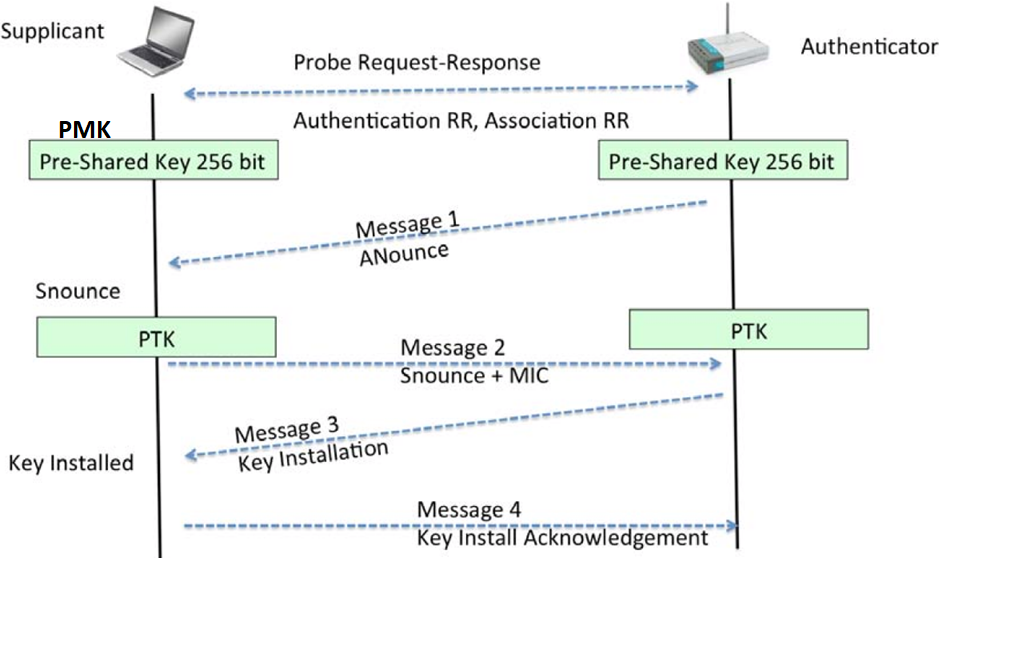 Supplicant
Authenticator
Probe Request-Response
Authentication RR, Association RR
PMK
Pre-Shared Key 256 bit
Pre-Shared Key 256 bit
Message 1
ANounce
Snounce
PTK
PTK
Message 2
Snounce + MIC
Message 3
Key Installation
Key Installed
Message 4
Key Install Acknowledgement